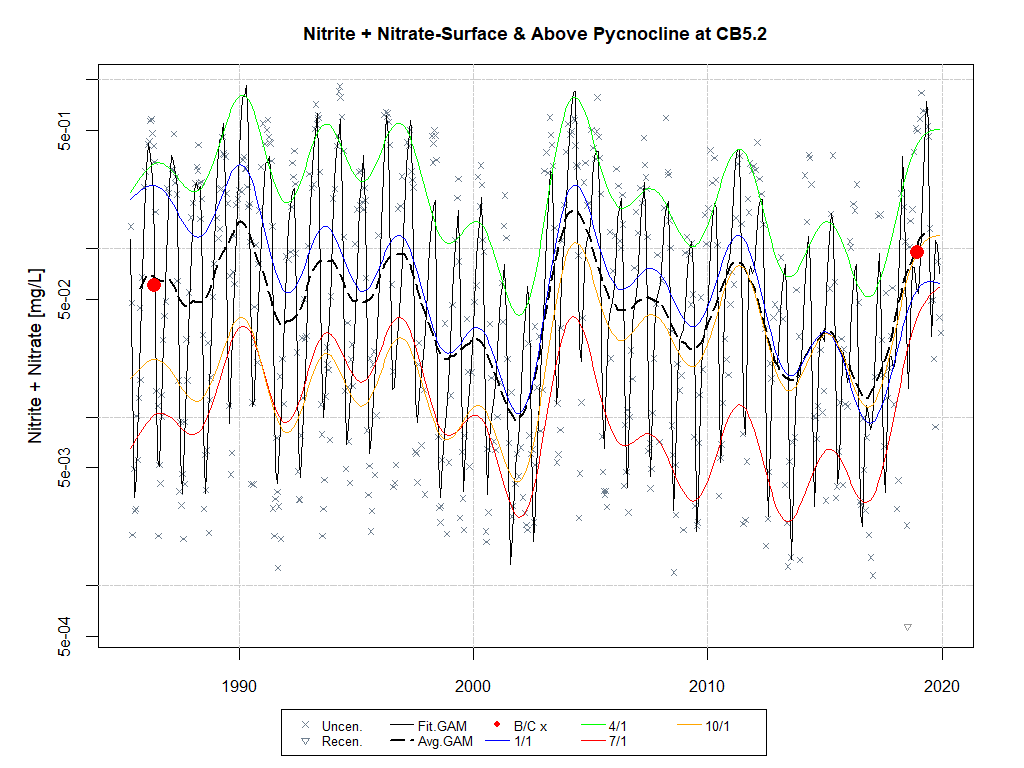 Nitrite + Nitrate-Surface & Above Pycnocline at CB5.2
Nitrite + Nitrate [mg/L]
5e-01
5e-02
5e-03
5e-04
1990 2000 2010 2020
Uncen. Fit.GAM B/C x 4/1 10/1
Recen. Avg.GAM 1/1 7/1